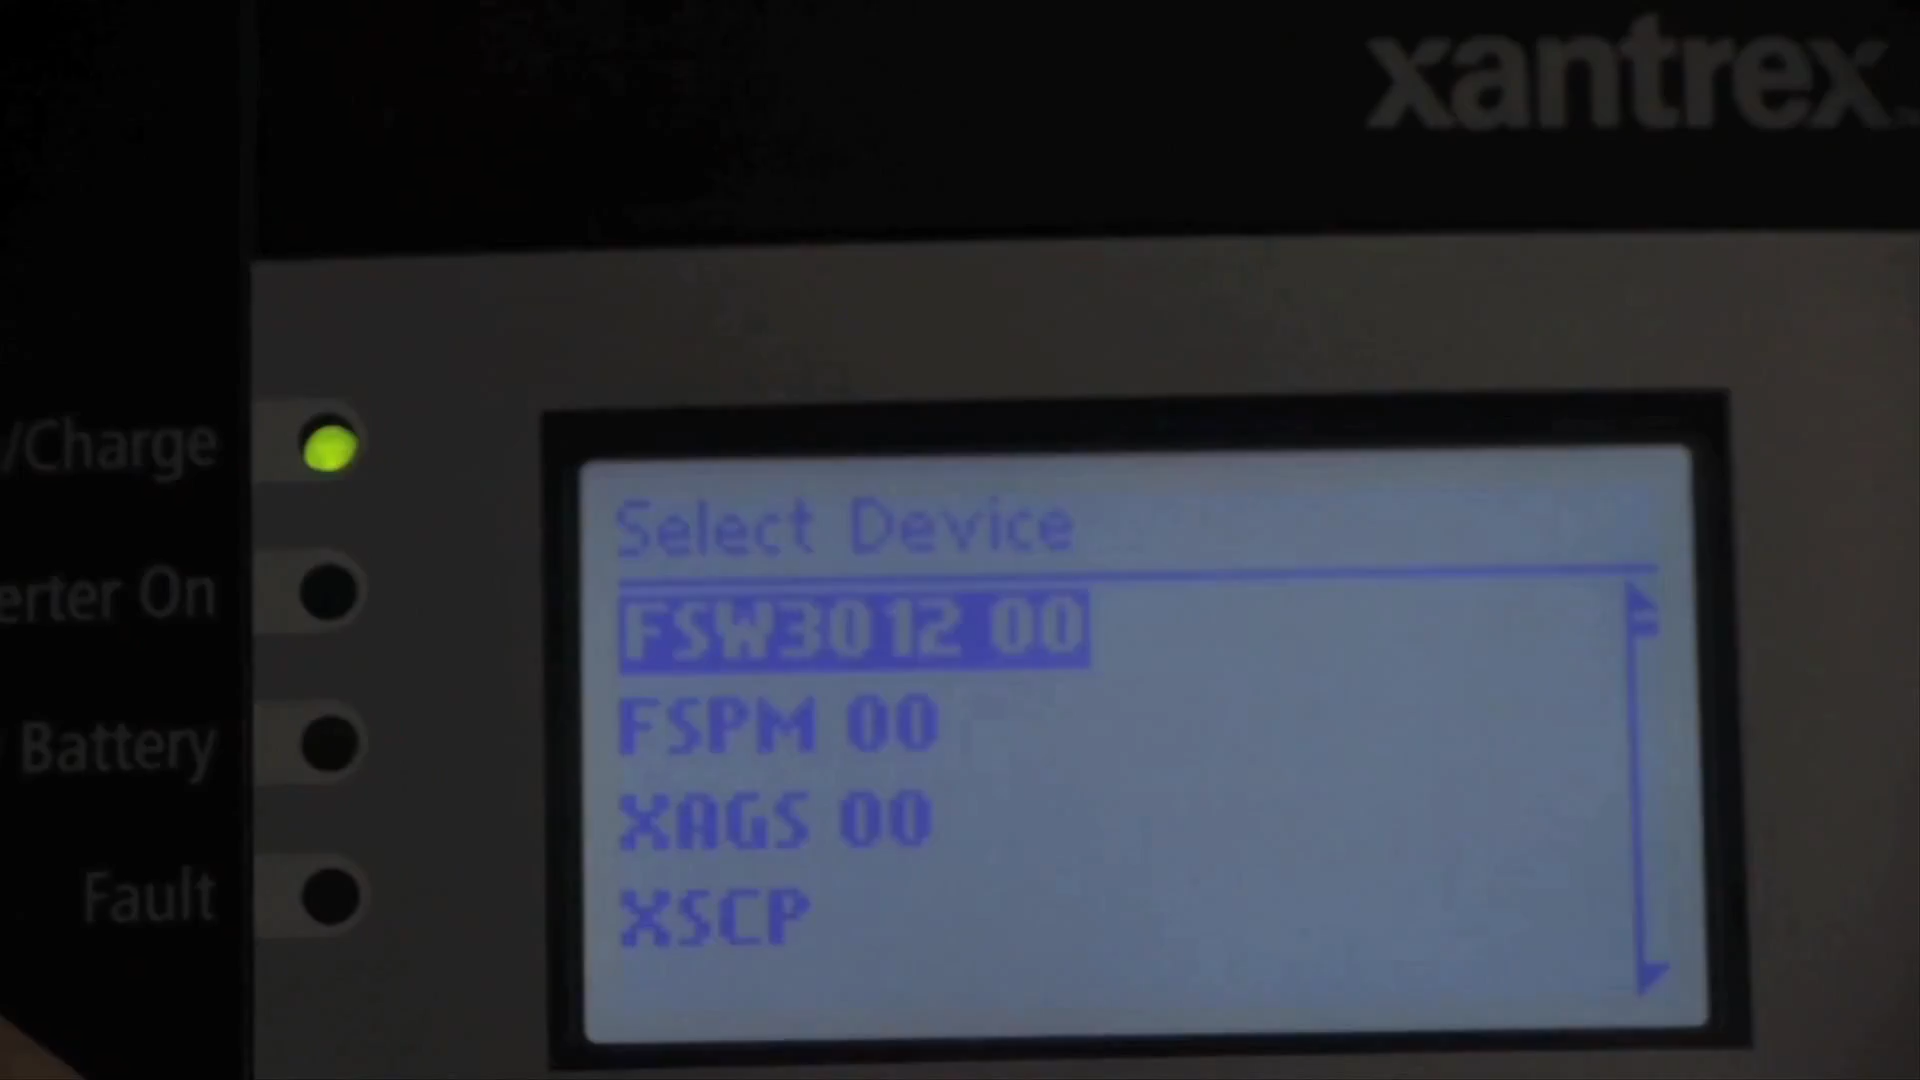 xantrex
/Charge
erter On
Battery
Fault
Select Device
FSW3012 00
FSPM 00
XAGS 00
XSCP